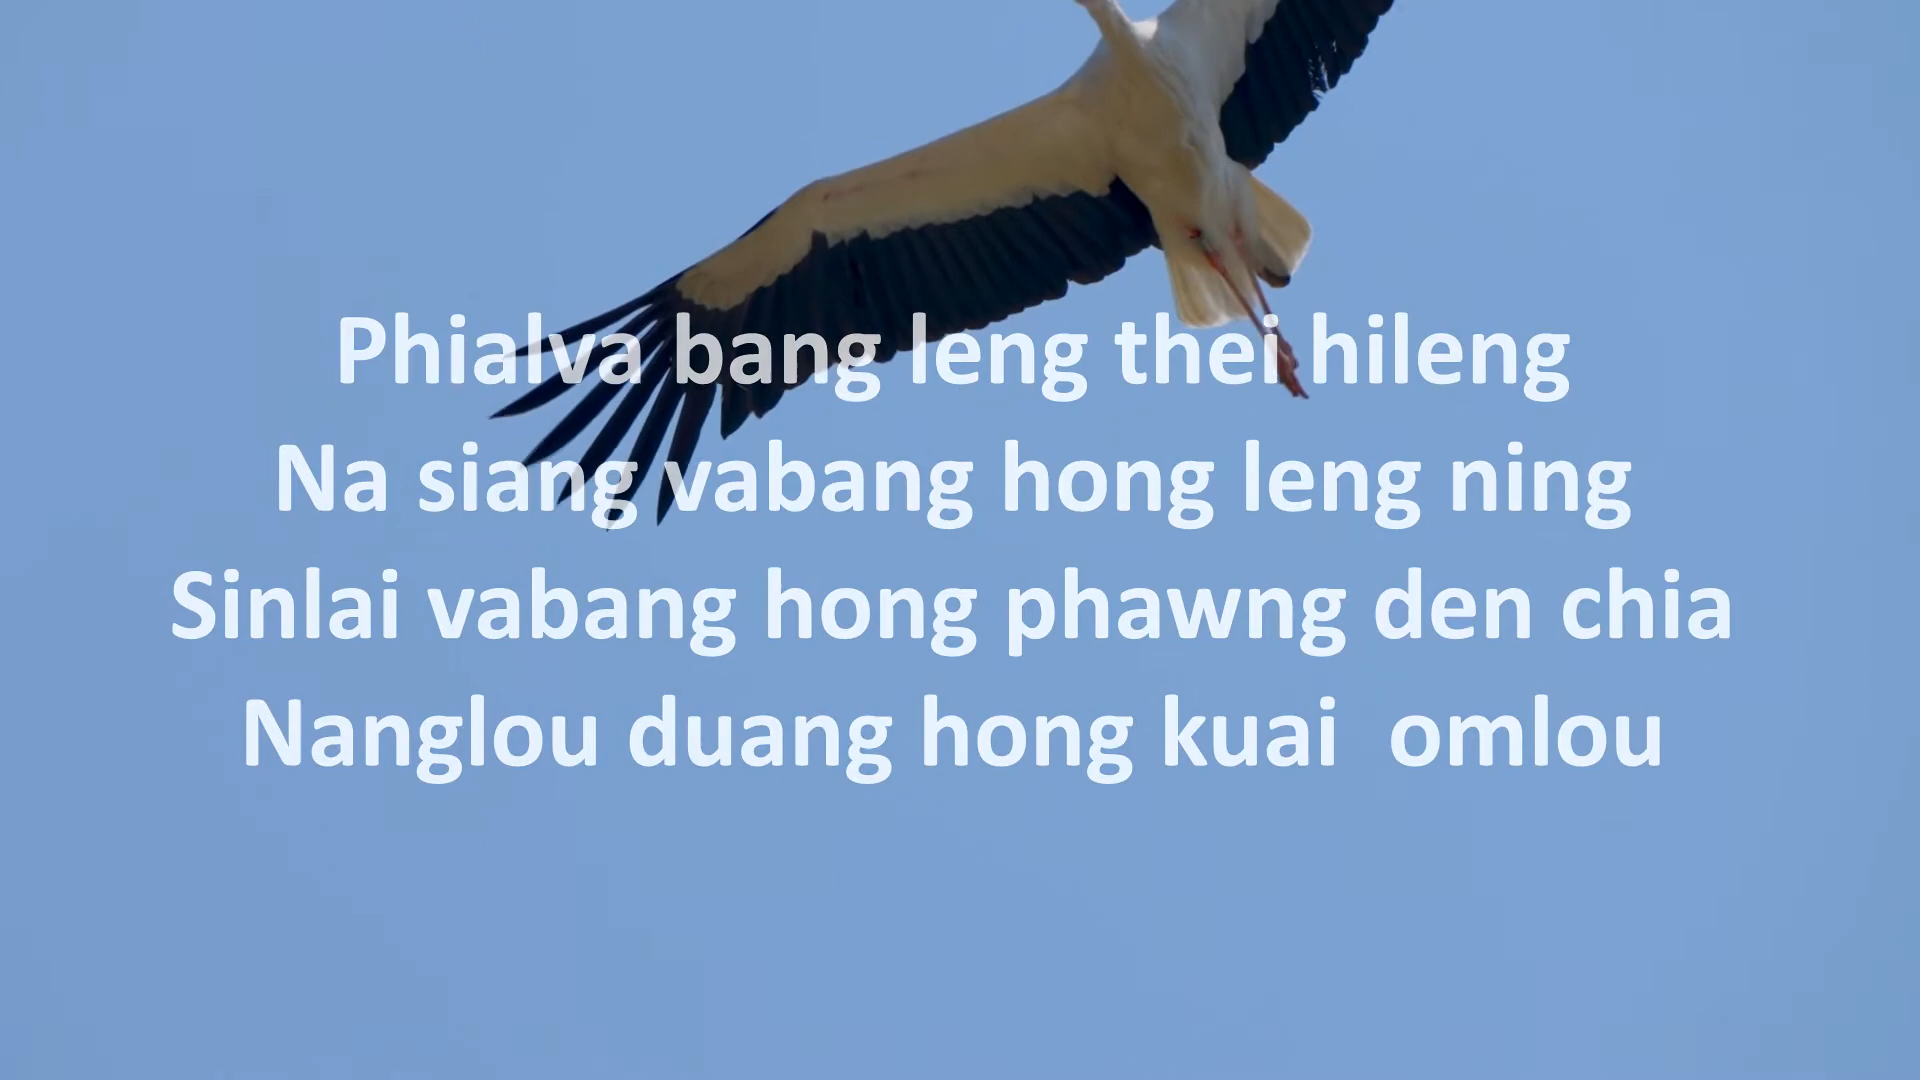 Phialva bang leng thei hileng
Na siang vabang hong leng ning
Sinlai vabang hong phawng den chia
Nanglou duang hong kuai  omlou